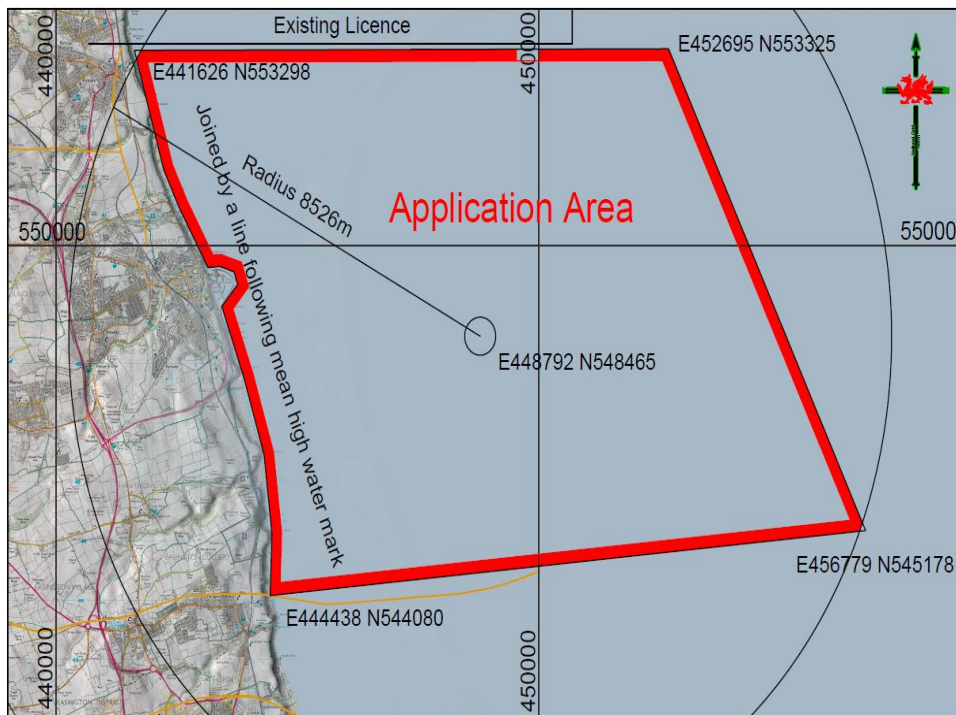 Existing Licence
440000
450000
E452695 N553325
E441626 N553298
Joined by a line following mean high water mark
Radius 8526m
Application Area
550000
55000
E448792 N548465
E456779 N545178
E444438 N544080
440000
450000